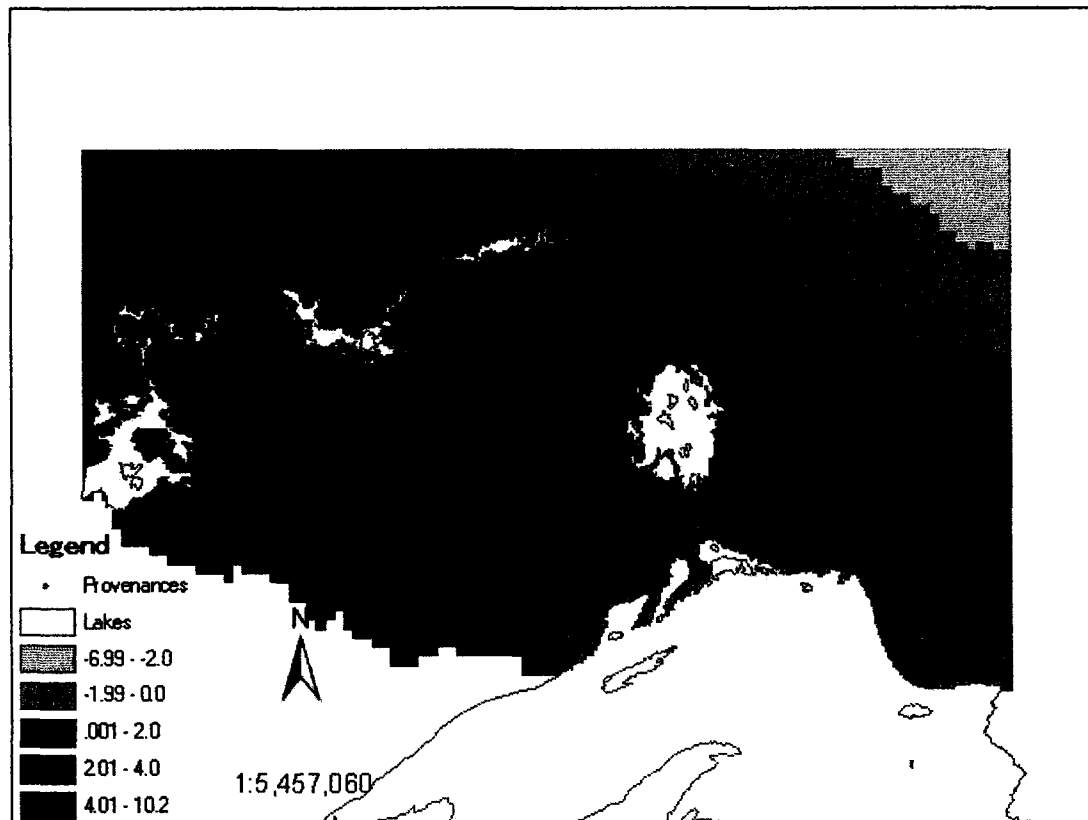 Legend
Provenances
Lakes
-6.99 - -2.0
-1.99 - 0.0
.001 - 2.0
2.01 - 4.0
4.01 - 10.2
N
1:5,457,060